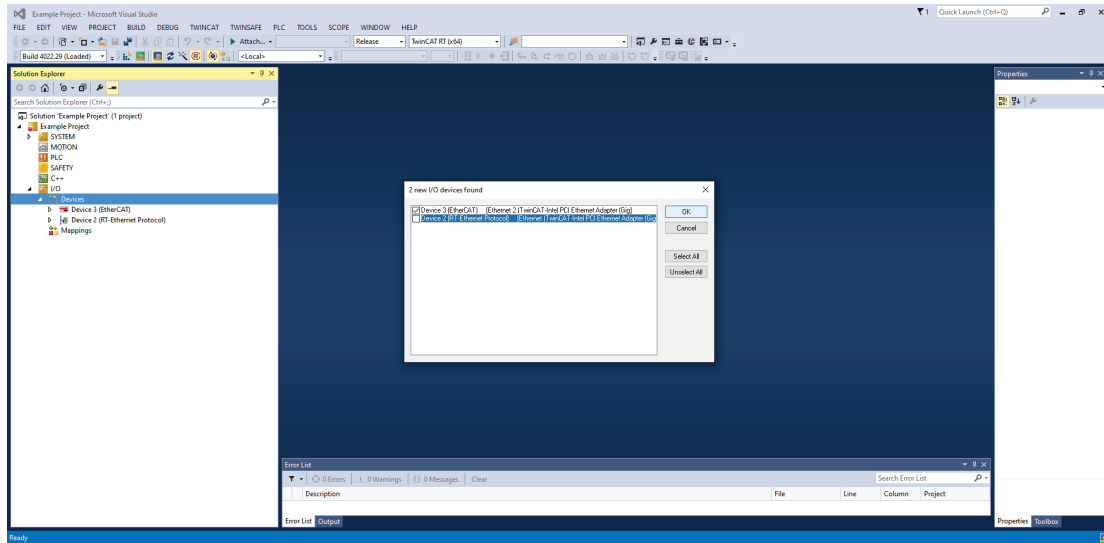 Example Project - Microsoft Visual Studio
1 Quick Launch (Ctrl+Q)
FILE EDIT VIEW PROJECT BUILD DEBUG TWINCAT TWINSAFE PLC TOOLS SCOPE WINDOW HELP
Attach... Release TwinCAT RT (x64)
Build 4022.29 (Loaded) <Local>
Solution Explorer
Search Solution Explorer (Ctrl+;)
Solution 'Example Project' (1 project)
Example Project
SYSTEM
MOTION
PLC
SAFETY
C++
I/O
Devices
Device 3 (EtherCAT)
Device 2 (RT-Ethernet Protocol)
Mappings
2 new I/O devices found
Device 3 (EtherCAT) [Ethernet 2 (TwinCAT-Intel PCI Ethernet Adapter (Gig)]
Device 2 (RT-Ethernet Protocol) [Ethernet (TwinCAT-Intel PCI Ethernet Adapter (Gig
OK
Cancel
Select All
Unselect All
Error List
0 Errors 0 Warnings 0 Messages Clear
Search Error List
Description File Line Column Project
Error List Output
Properties
Properties Toolbox
Ready